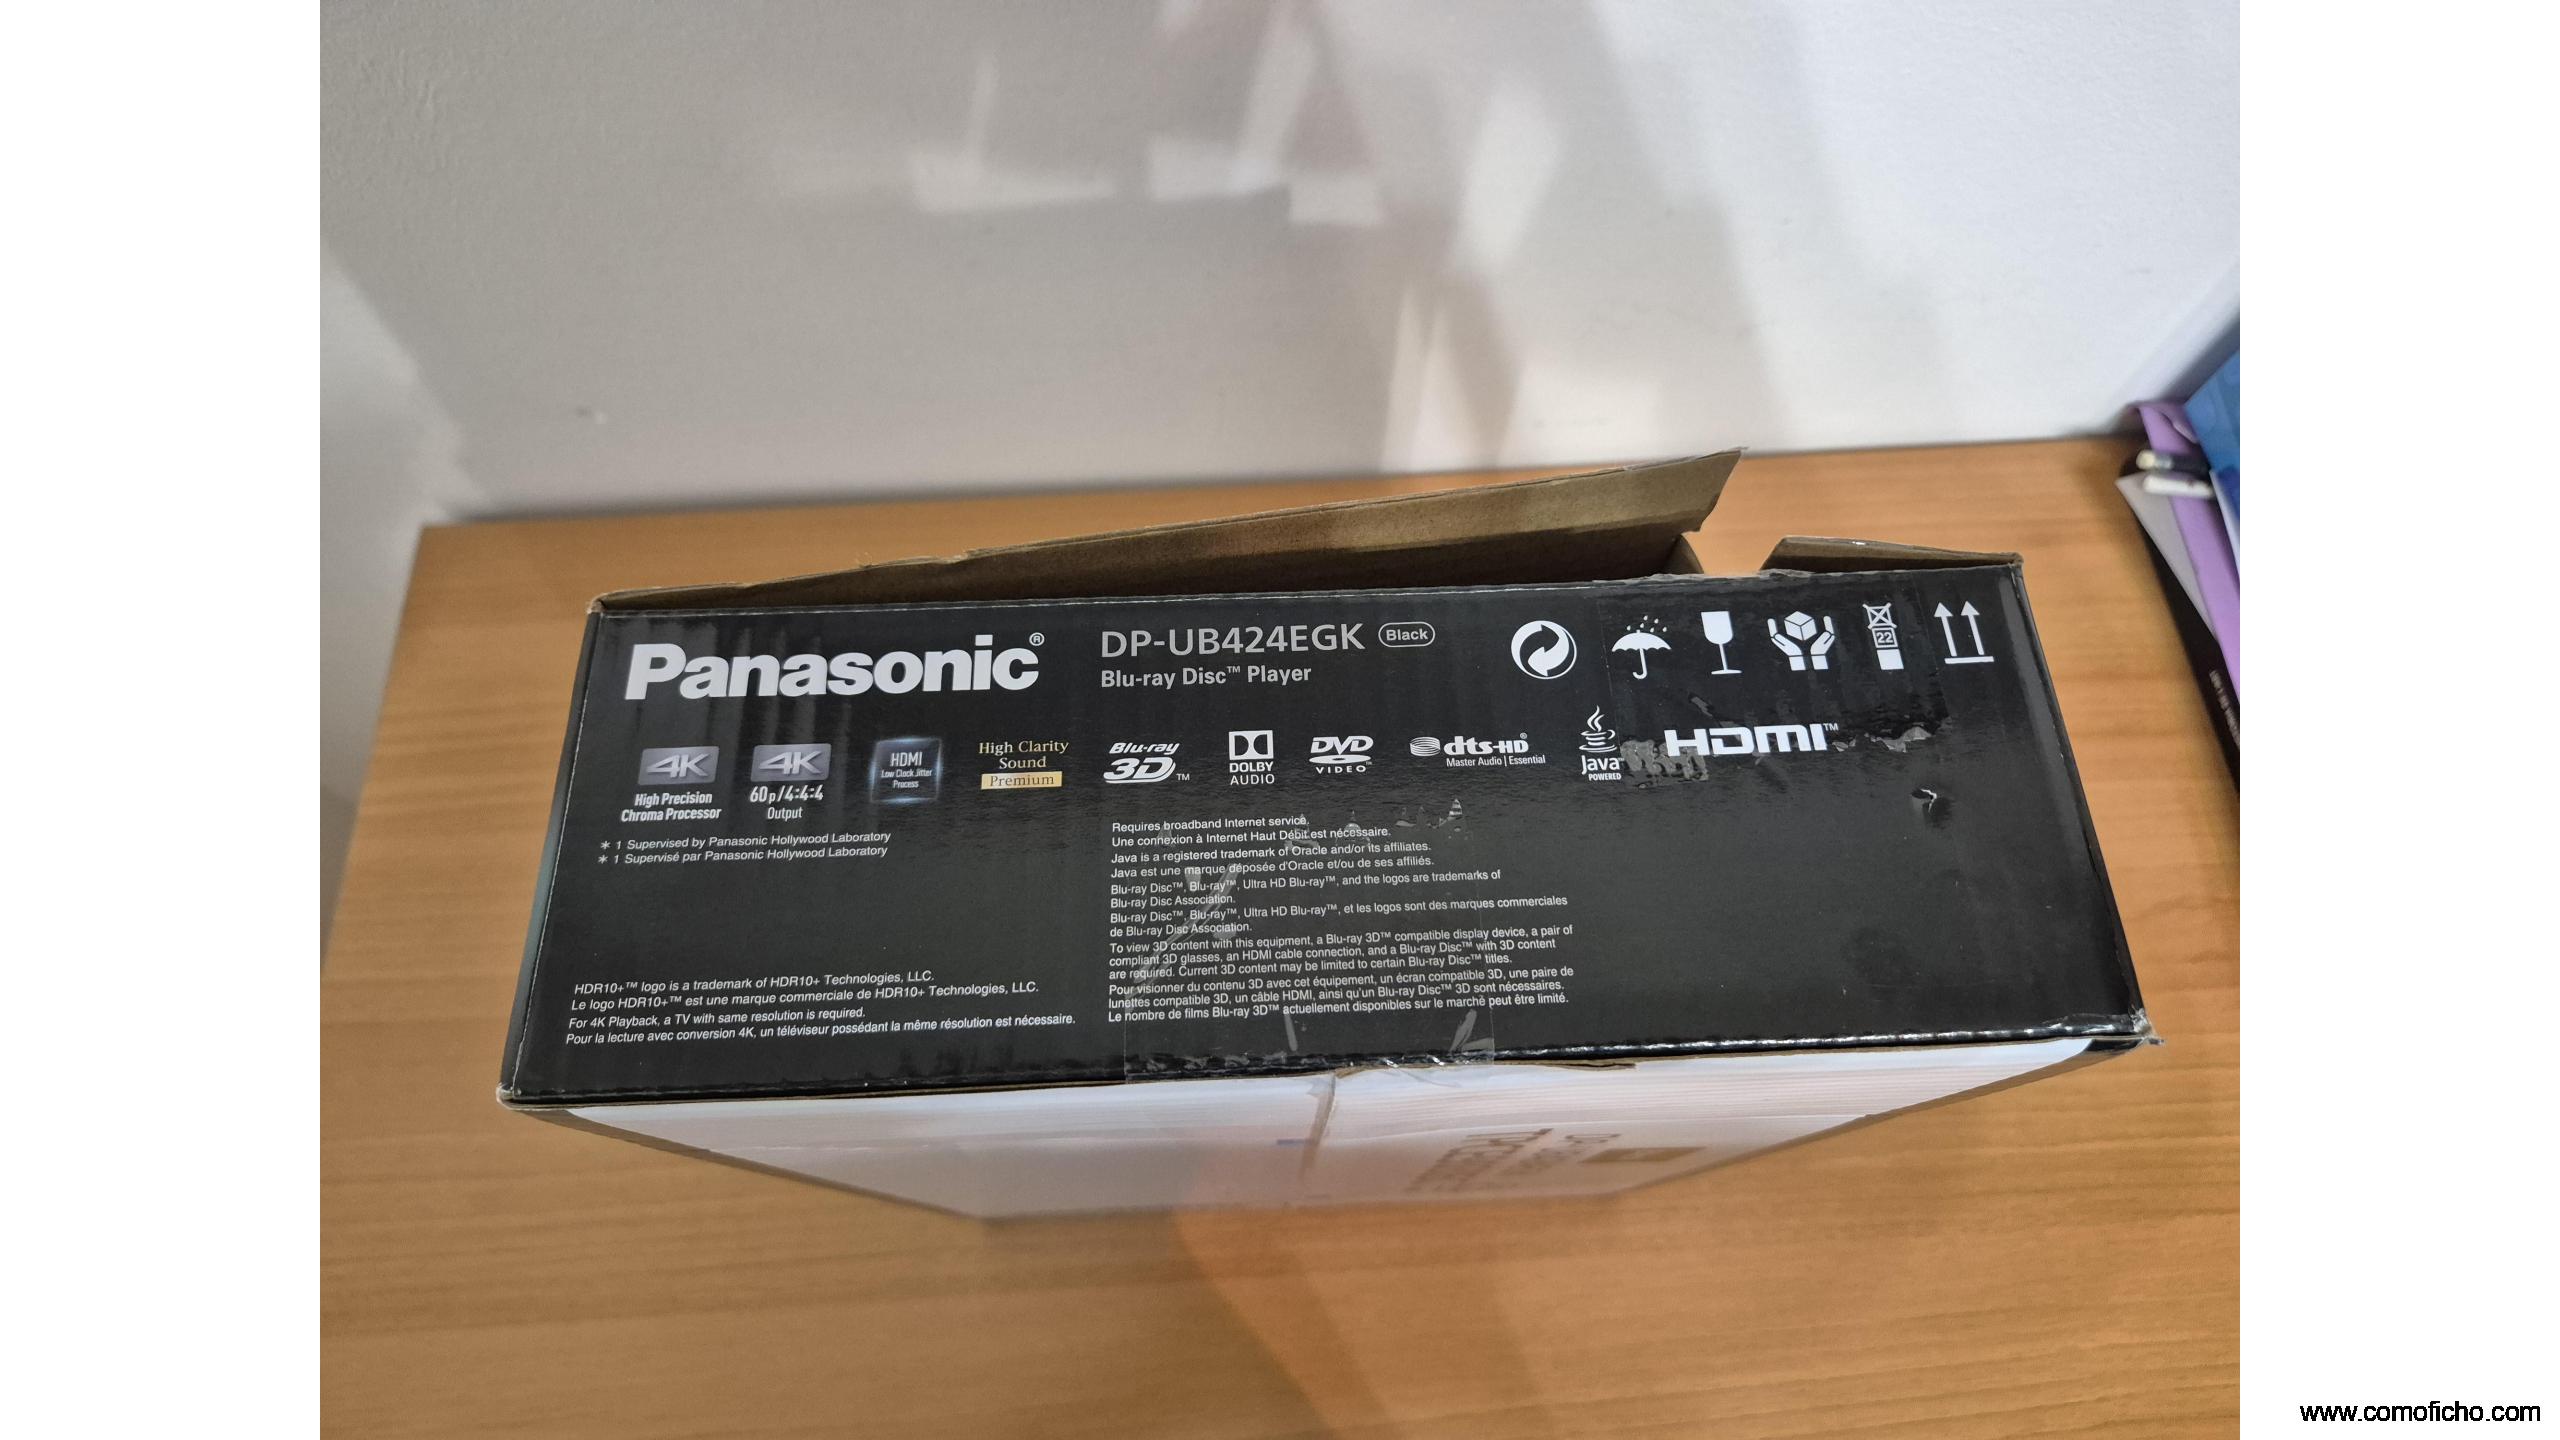 Panasonic®
DP-UB424EGK Black
Blu-ray Disc™ Player
22
4K
High Precision
Chroma Processor
4K
60p/4:4:4
Output
HDMI
Low Clock Jitter
Process
High Clarity
Sound
Premium
Blu-ray
3D™
DOLBY
AUDIO
DVD
VIDEO
dts-HD®
Master Audio | Essential
Java™
POWERED
HDMI™
* 1 Supervised by Panasonic Hollywood Laboratory
* 1 Supervisé par Panasonic Hollywood Laboratory
HDR10+™ logo is a trademark of HDR10+ Technologies, LLC.
Le logo HDR10+™ est une marque commerciale de HDR10+ Technologies, LLC.
For 4K Playback, a TV with same resolution is required.
Pour la lecture avec conversion 4K, un téléviseur possédant la même résolution est nécessaire.
Requires broadband Internet service.
Une connexion à Internet Haut Débit est nécessaire.
Java is a registered trademark of Oracle and/or its affiliates.
Java est une marque déposée d'Oracle et/ou de ses affiliés.
Blu-ray Disc™, Blu-ray™, Ultra HD Blu-ray™, and the logos are trademarks of
Blu-ray Disc Association.
Blu-ray Disc™, Blu-ray™, Ultra HD Blu-ray™, et les logos sont des marques commerciales
de Blu-ray Disc Association.
To view 3D content with this equipment, a Blu-ray 3D™ compatible display device, a pair of
compliant 3D glasses, an HDMI cable connection, and a Blu-ray Disc™ with 3D content
are required. Current 3D content may be limited to certain Blu-ray Disc™ titles.
Pour visionner du contenu 3D avec cet équipement, un écran compatible 3D, une paire de
lunettes compatible 3D, un câble HDMI, ainsi qu'un Blu-ray Disc™ 3D sont nécessaires.
Le nombre de films Blu-ray 3D™ actuellement disponibles sur le marché peut être limité.
www.comoficho.com